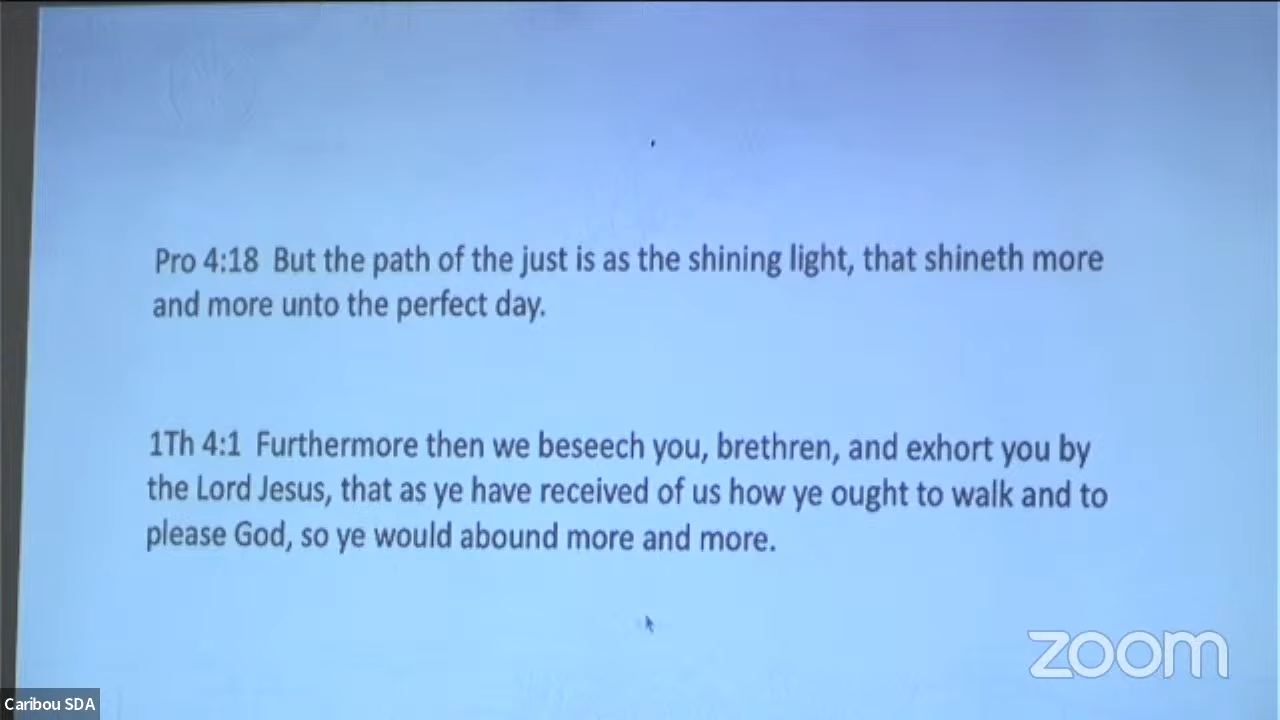 Pro 4:18 But the path of the just is as the shining light, that shineth more
and more unto the perfect day.
1Th 4:1 Furthermore then we beseech you, brethren, and exhort you by
the Lord Jesus, that as ye have received of us how ye ought to walk and to
please God, so ye would abound more and more.
zoom
Caribou SDA